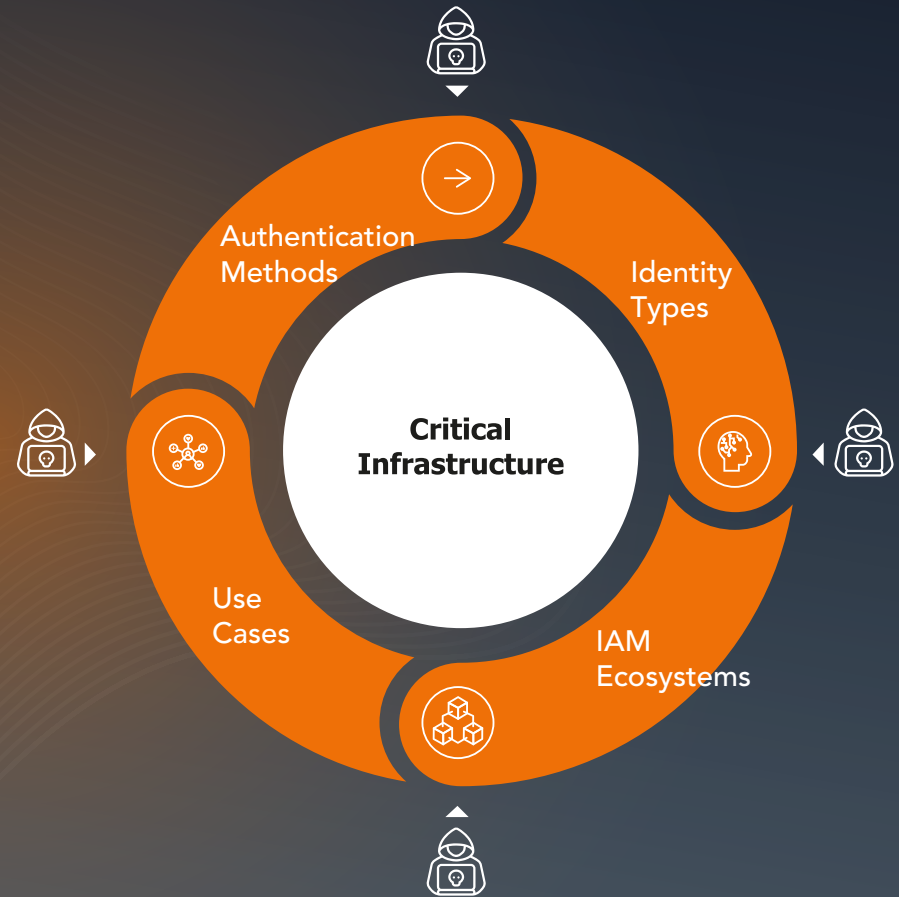 Authentication
Methods
Identity
Types
Critical
Infrastructure
Use
Cases
IAM
Ecosystems